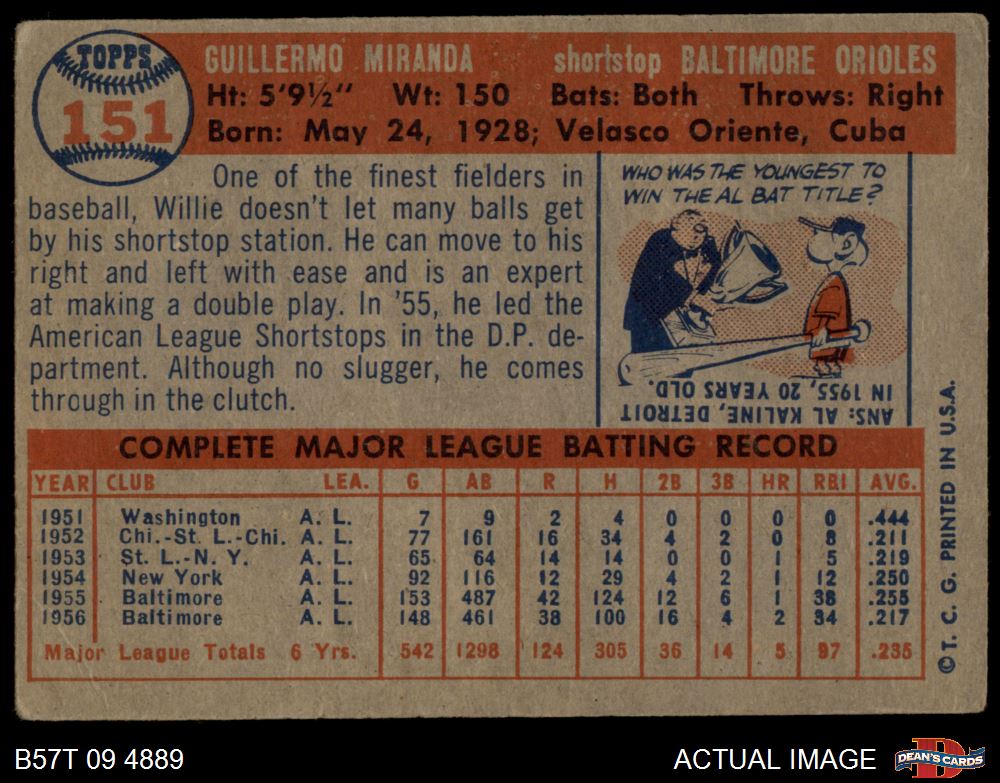 TOPPS
151
GUILLERMO MIRANDA shortstop BALTIMORE ORIOLES
Ht: 5'9½" Wt: 150 Bats: Both Throws: Right
Born: May 24, 1928; Velasco Oriente, Cuba
One of the finest fielders in
baseball, Willie doesn't let many balls get
by his shortstop station. He can move to his
right and left with ease and is an expert
at making a double play. In '55, he led the
American League Shortstops in the D.P. de-
partment. Although no slugger, he comes
through in the clutch.
WHO WAS THE YOUNGEST TO
WIN THE AL BAT TITLE?
ANS: AL KALINE, DETROIT
IN 1955, 20 YEARS OLD.
COMPLETE MAJOR LEAGUE BATTING RECORD
YEAR CLUB LEA. G AB R H 2B 3B HR RBI AVG.
1951 Washington A. L. 7 9 2 4 0 0 0 0 .444
1952 Chi.-St. L.-Chi. A. L. 77 161 16 34 4 2 0 8 .211
1953 St. L.-N. Y. A. L. 65 64 14 14 0 0 1 5 .219
1954 New York A. L. 92 116 12 29 4 2 1 12 .250
1955 Baltimore A. L. 153 487 42 124 12 6 1 38 .255
1956 Baltimore A. L. 148 461 38 100 16 4 2 34 .217
Major League Totals 6 Yrs. 542 1298 124 305 36 14 5 97 .235
© T. C. G. PRINTED IN U.S.A.
B57T 09 4889
ACTUAL IMAGE
DEAN'S CARDS